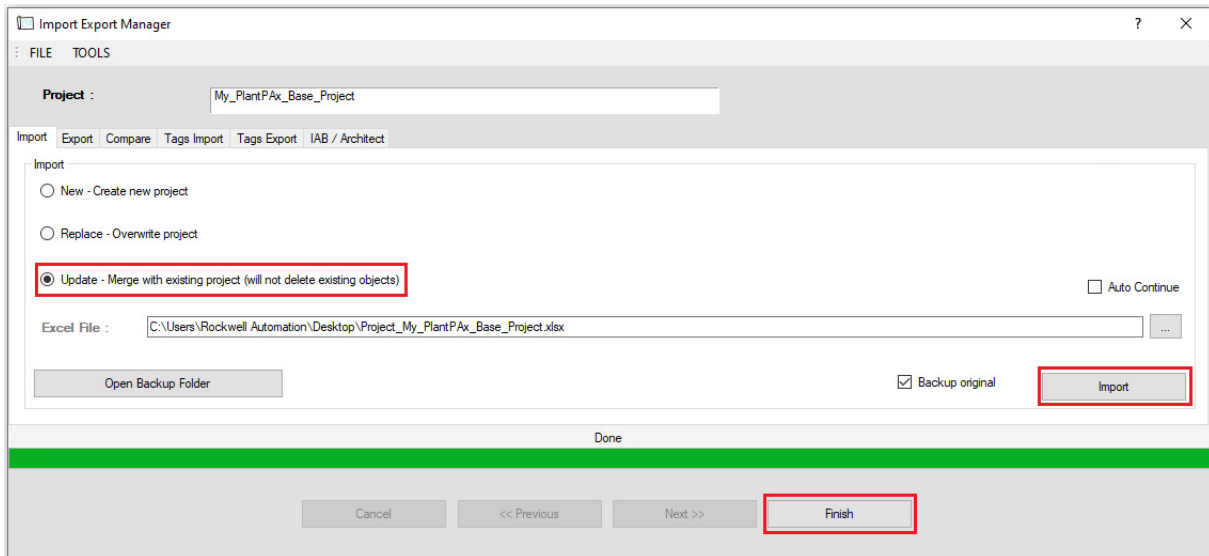 Import Export Manager
?
FILE TOOLS
Project :
My_PlantPAx_Base_Project
Import Export Compare Tags Import Tags Export IAB / Architect
Import
New - Create new project
Replace - Overwrite project
Update - Merge with existing project (will not delete existing objects)
Auto Continue
Excel File : C:\Users\Rockwell Automation\Desktop\Project_My_PlantPAx_Base_Project.xlsx ...
Open Backup Folder Backup original Import
Done
Cancel << Previous Next >> Finish